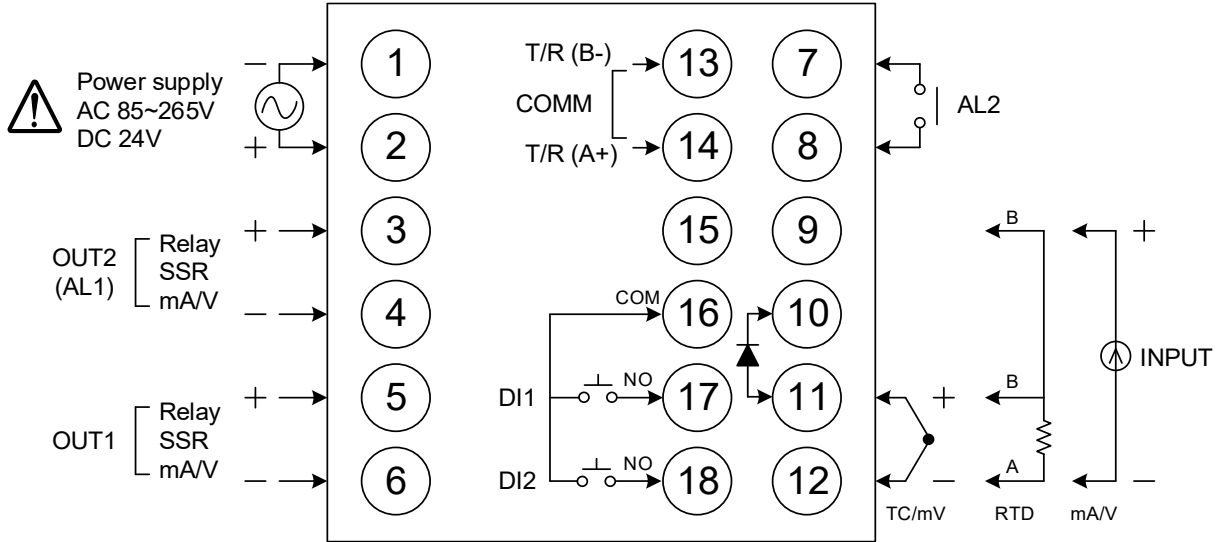 Power supply
AC 85~265V
DC 24V
−
+
1
2
3
4
5
6
OUT2
(AL1)
Relay
SSR
mA/V
+
−
OUT1
Relay
SSR
mA/V
+
−
T/R (B-)
COMM
T/R (A+)
13
14
15
16
17
18
COM
DI1
NO
DI2
NO
7
8
9
10
11
12
AL2
+
−
TC/mV
B
B
A
RTD
+
−
mA/V
INPUT